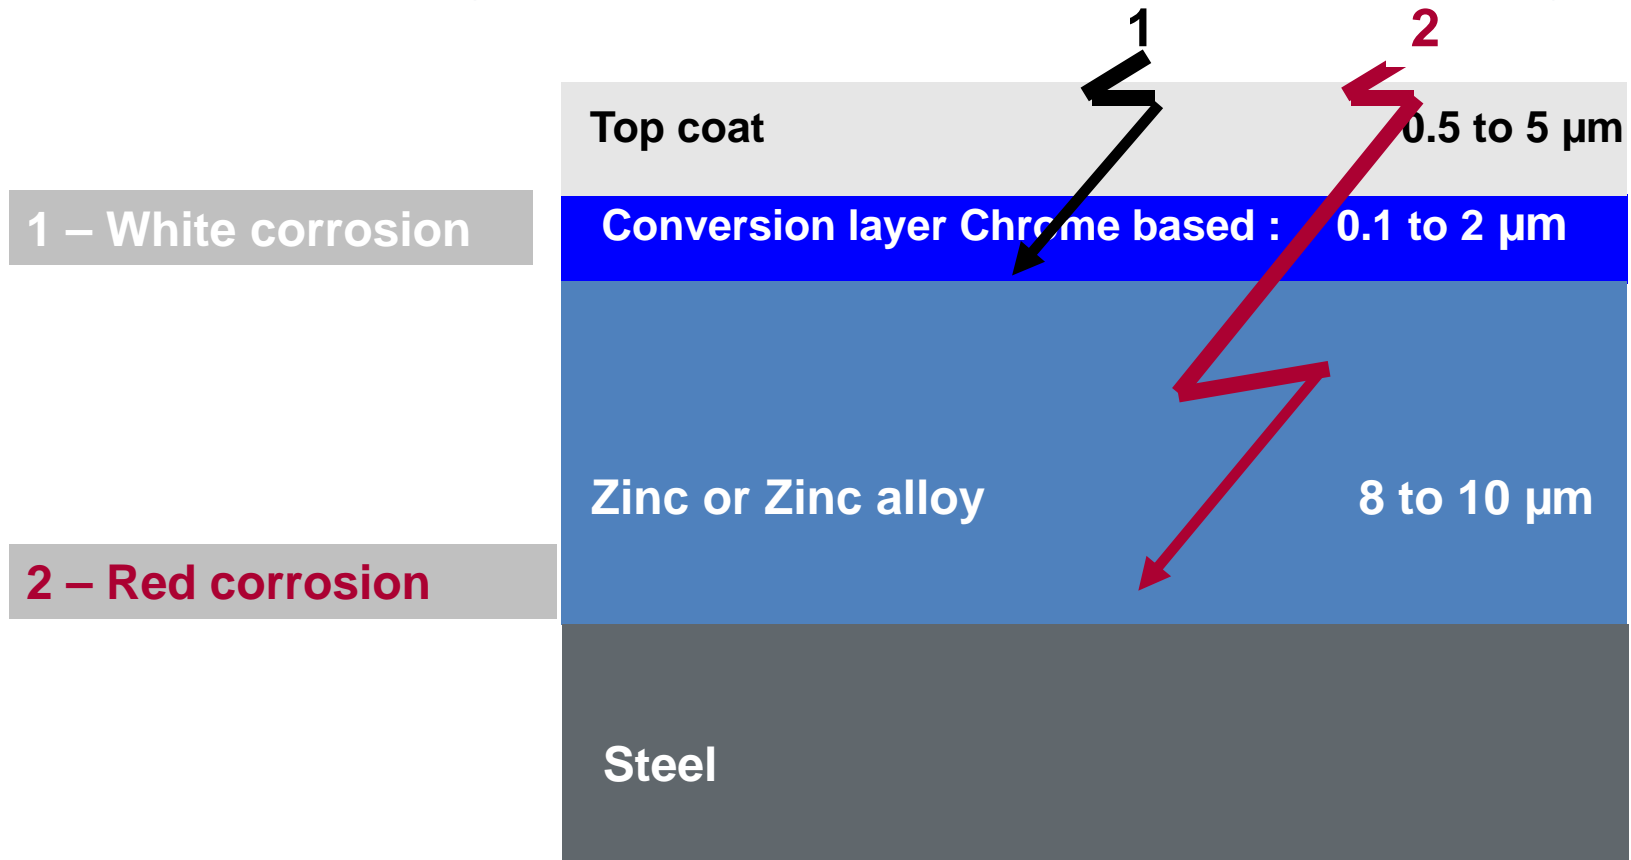 1 2
Top coat 0.5 to 5 µm
1 – White corrosion
Conversion layer Chrome based : 0.1 to 2 µm
Zinc or Zinc alloy 8 to 10 µm
2 – Red corrosion
Steel